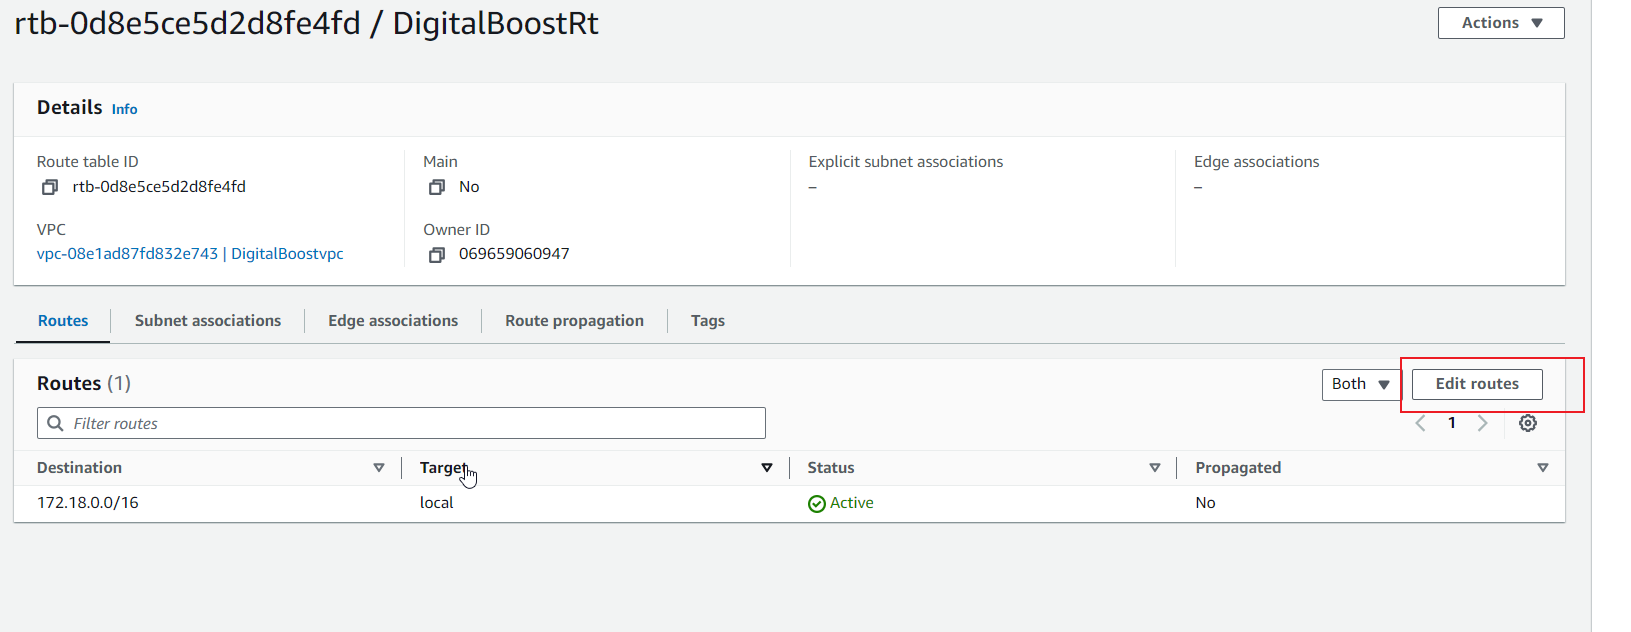 rtb-0d8e5ce5d2d8fe4fd / DigitalBoostRt
Actions
Details Info
Route table ID
rtb-0d8e5ce5d2d8fe4fd
Main
No
Explicit subnet associations
–
Edge associations
–
VPC
vpc-08e1ad87fd832e743 | DigitalBoostvpc
Owner ID
069659060947
Routes Subnet associations Edge associations Route propagation Tags
Routes (1)
Both Edit routes
Filter routes
1
Destination Target Status Propagated
172.18.0.0/16 local Active No